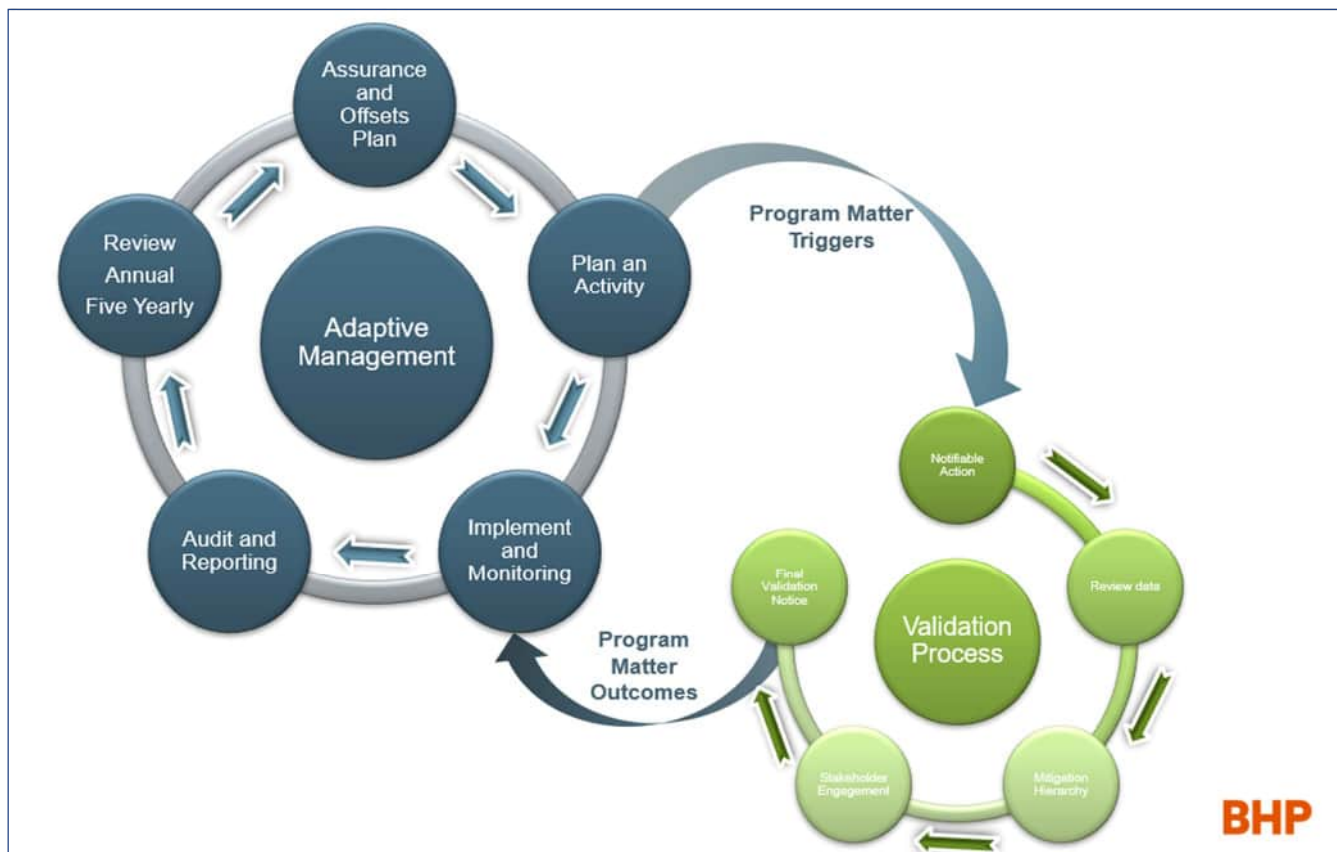 Assurance
and
Offsets
Plan
Plan an
Activity
Implement
and
Monitoring
Audit and
Reporting
Review
Annual
Five Yearly
Adaptive
Management
Program Matter
Triggers
Notifiable
Action
Review data
Mitigation
Hierarchy
Stakeholder
Engagement
Final
Validation
Notice
Validation
Process
Program
Matter
Outcomes
BHP